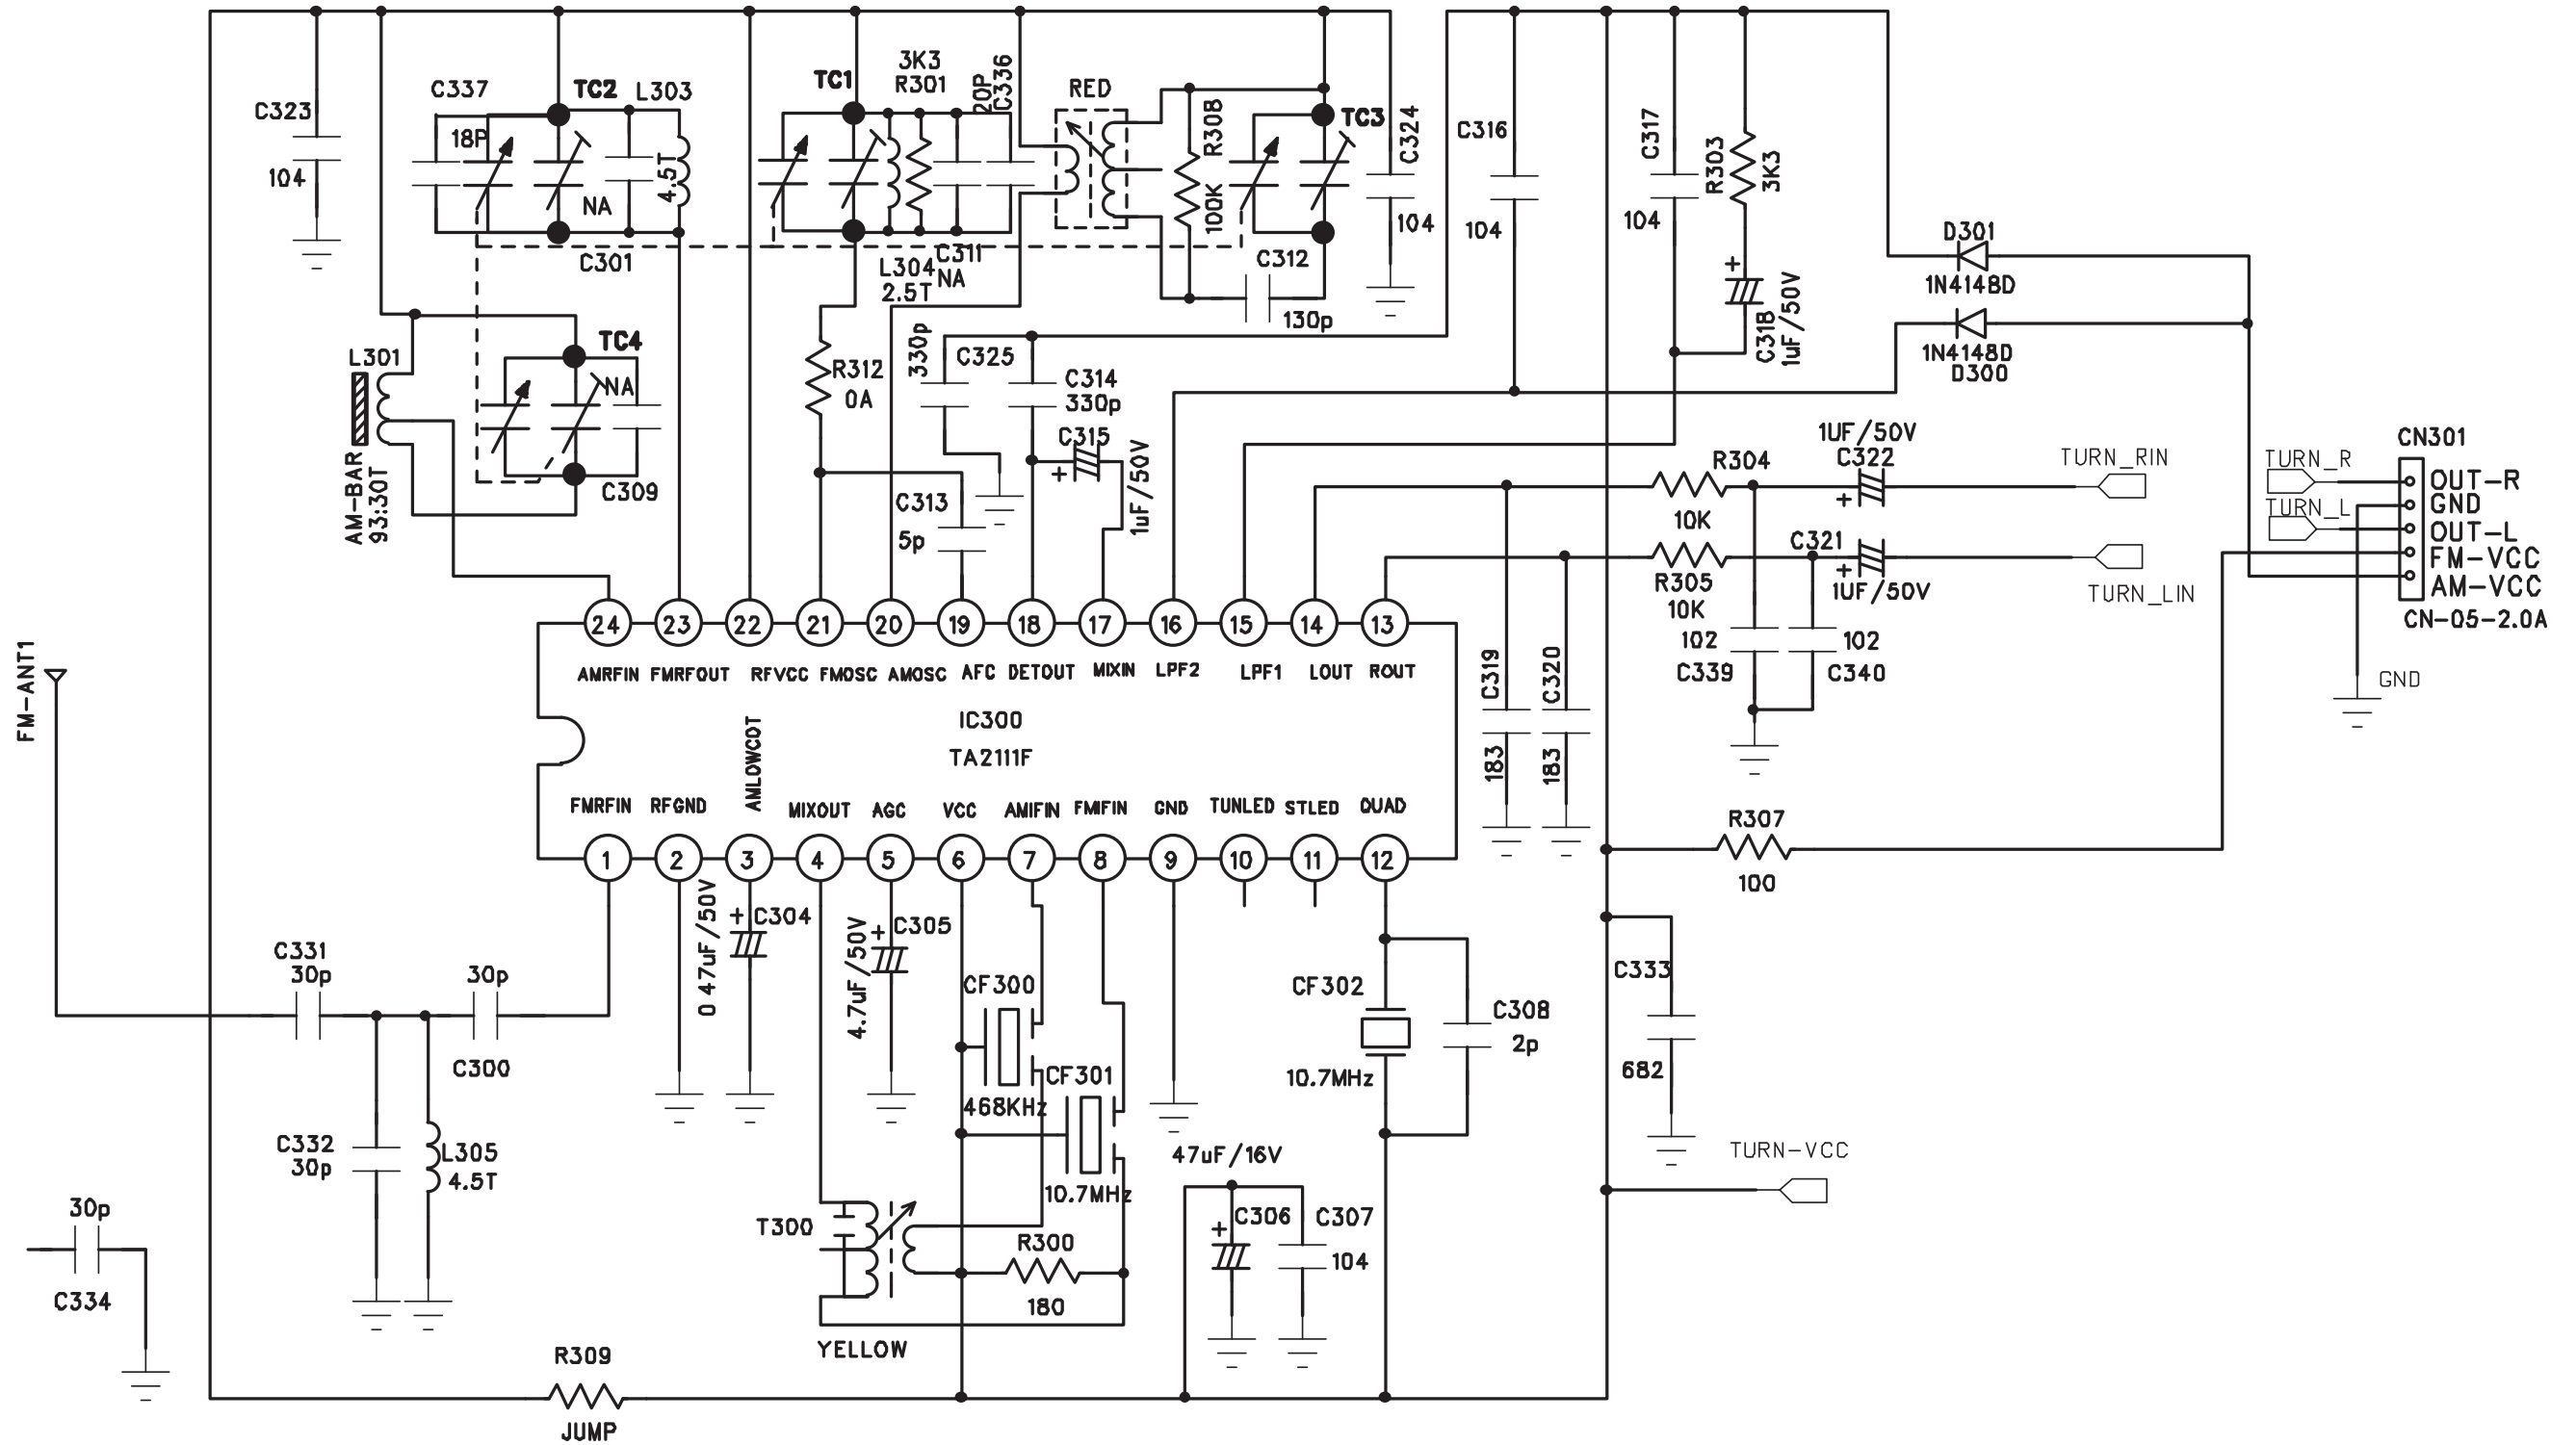 C323
104
C337
18P
TC2
L303
4.5T
NA
C301
TC1
3K3
R301
20P
C336
L304
2.5T
C311
NA
RED
R308
100K
TC3
C324
104
C312
130p
C316
104
C317
104
R303
3K3
+
C318
1uF/50V
D301
1N4148D
1N4148D
D300
L301
AM-BAR
93:30T
TC4
NA
C309
R312
0A
330p
C325
C314
330p
C315
+
1uF/50V
C313
5p
R304
10K
1UF/50V
C322
+
TURN_RIN
R305
10K
C321
+
1UF/50V
TURN_LIN
102
C339
102
C340
C319
183
C320
183
CN301
TURN_R
TURN_L
OUT-R
GND
OUT-L
FM-VCC
AM-VCC
CN-05-2.0A
GND
24 23 22 21 20 19 18 17 16 15 14 13
AMRFIN FMRFOUT RFVCC FMOSC AMOSC AFC DETOUT MIXIN LPF2 LPF1 LOUT ROUT
IC300
TA2111F
FMRFIN RFGND AMLOWCOT MIXOUT AGC VCC AMIFIN FMIFIN GND TUNLED STLED QUAD
1 2 3 4 5 6 7 8 9 10 11 12
FM-ANT1
C331
30p
30p
C300
C332
30p
L305
4.5T
30p
C334
0 47uF/50V
+
C304
4.7uF/50V
+
C305
CF300
468KHz
CF301
10.7MHz
T300
YELLOW
R300
180
CF302
10.7MHz
C308
2p
47uF/16V
+
C306
C307
104
R307
100
C333
682
TURN-VCC
R309
JUMP